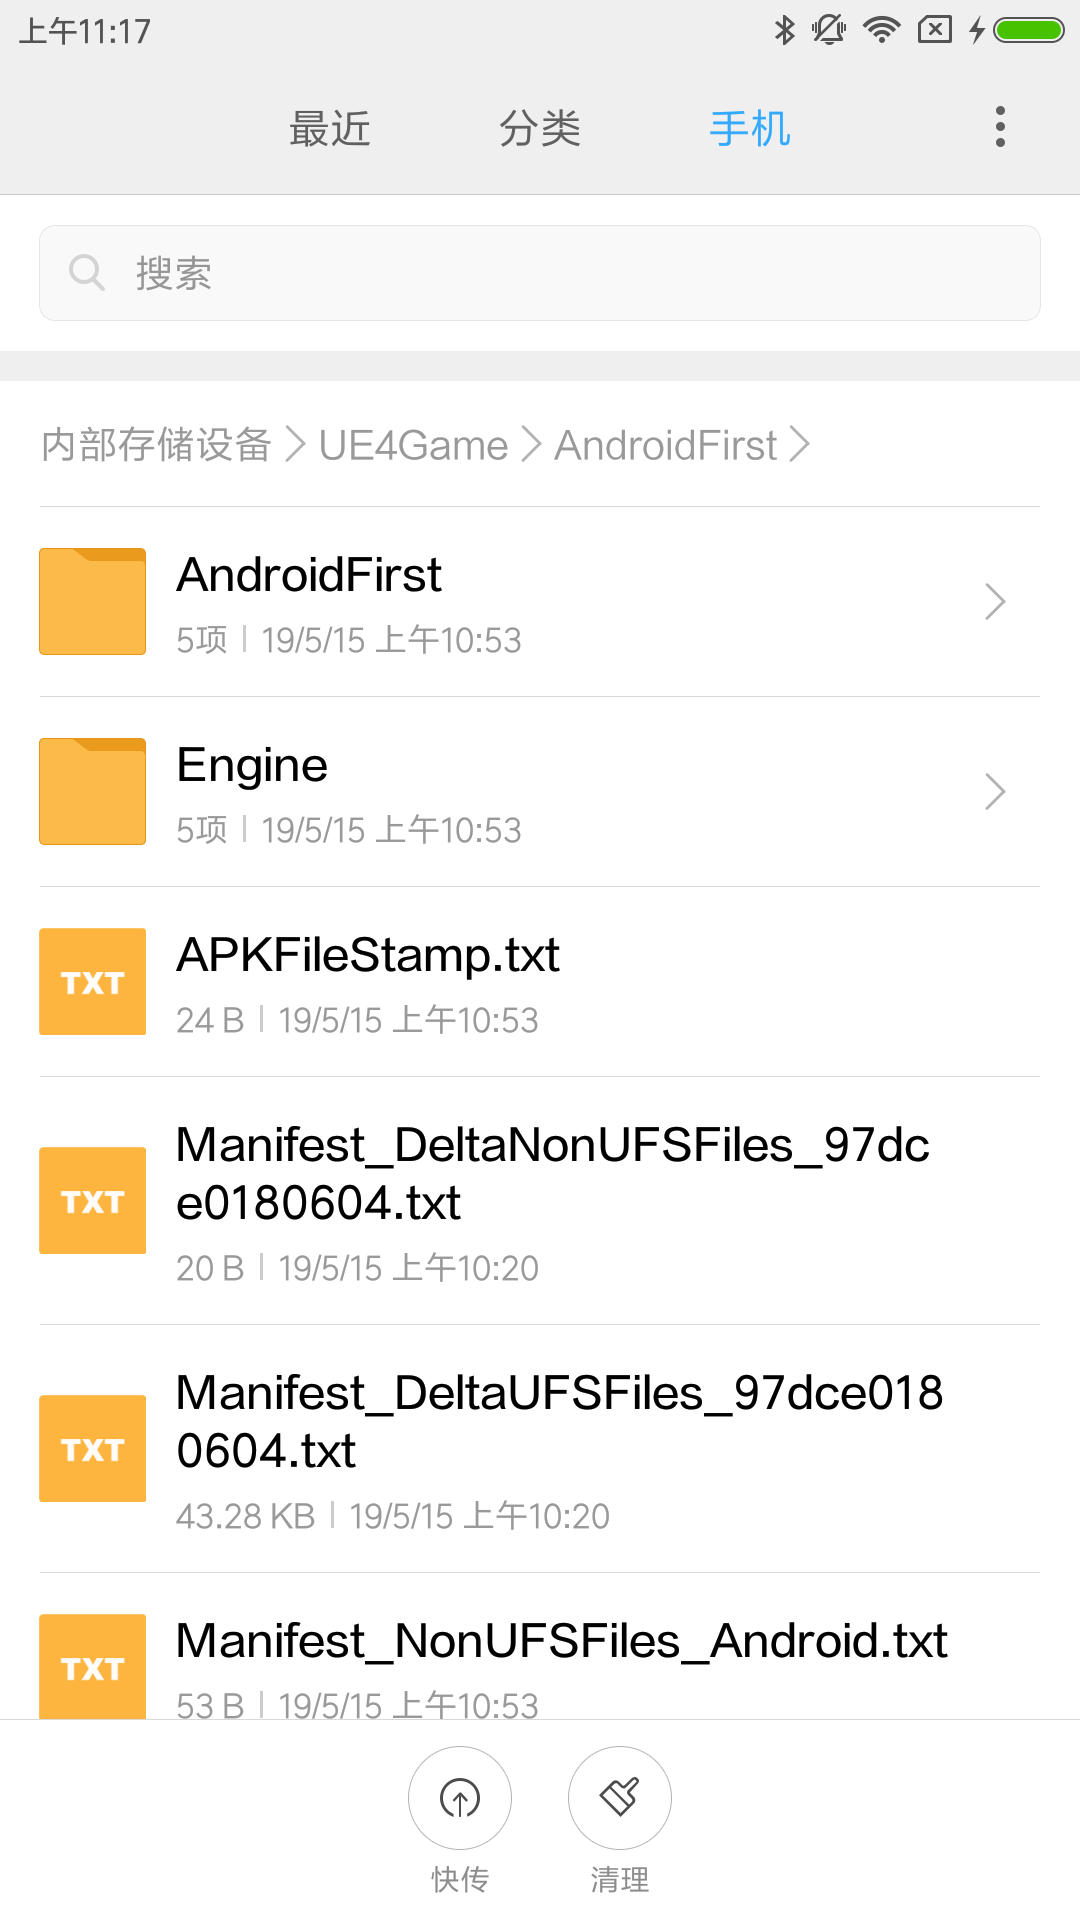 上午11:17
最近 分类 手机
搜索
内部存储设备 UE4Game AndroidFirst
AndroidFirst
5项 19/5/15 上午10:53
Engine
5项 19/5/15 上午10:53
TXT APKFileStamp.txt
24 B 19/5/15 上午10:53
Manifest_DeltaNonUFSFiles_97dc
TXT e0180604.txt
20 B 19/5/15 上午10:20
Manifest_DeltaUFSFiles_97dce018
TXT 0604.txt
43.28 KB 19/5/15 上午10:20
TXT Manifest_NonUFSFiles_Android.txt
53 B 19/5/15 上午10:53
快传 清理